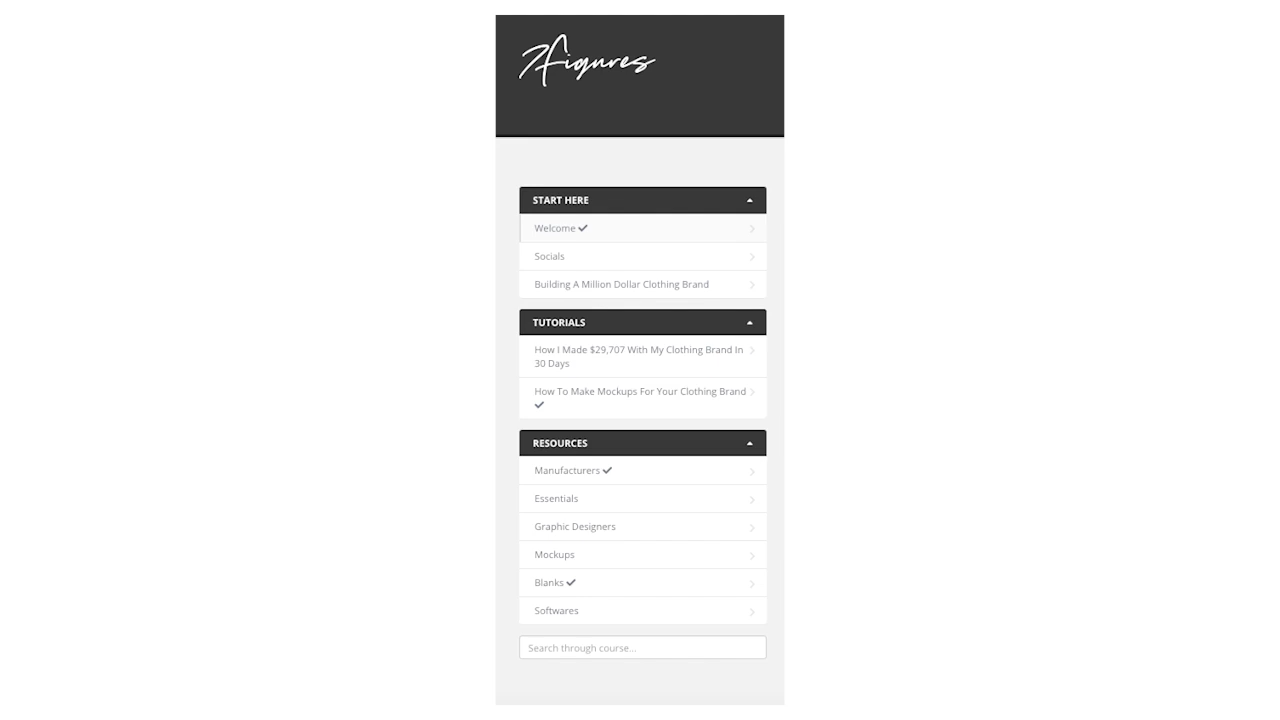 7figures
START HERE
Welcome
Socials
Building A Million Dollar Clothing Brand
TUTORIALS
How I Made $29,707 With My Clothing Brand In
30 Days
How To Make Mockups For Your Clothing Brand
RESOURCES
Manufacturers
Essentials
Graphic Designers
Mockups
Blanks
Softwares
Search through course...